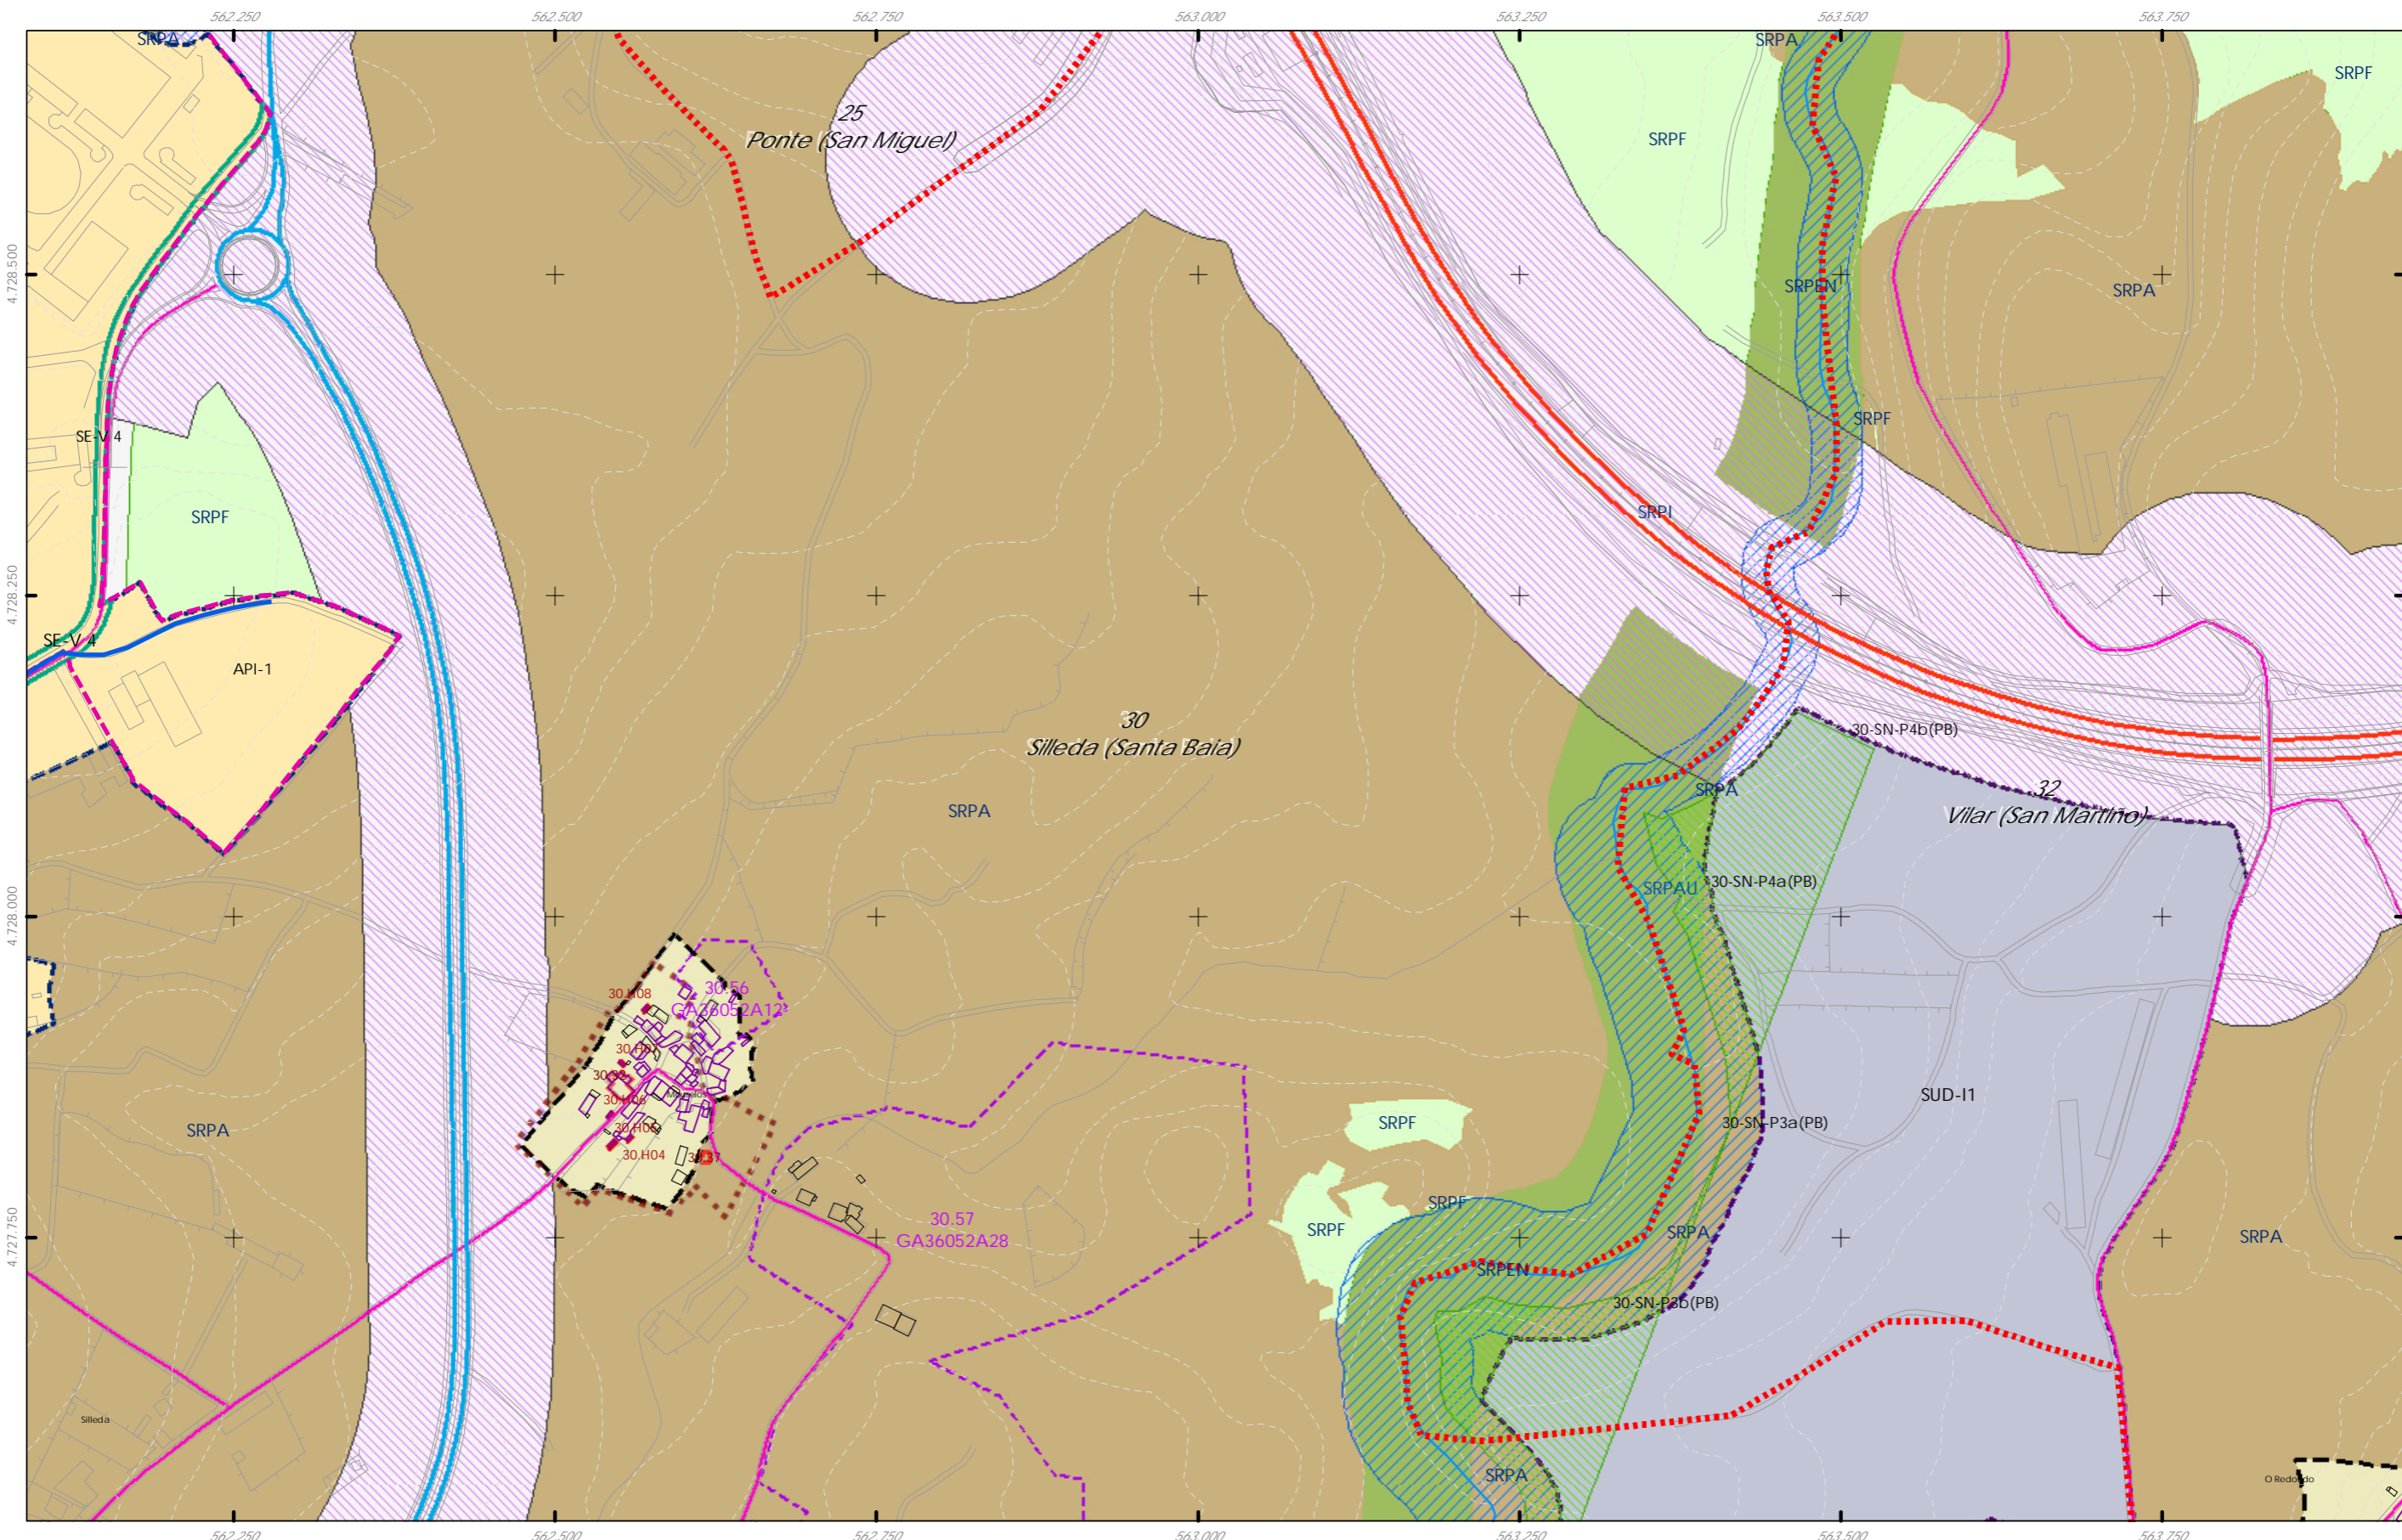 562.250 562.500 562.750 563.000 563.250 563.500 563.750
SRPA
SRPA
SRPF
25
Ponte (San Miguel)
SRPF
4.728.500
SRPEN
SRPA
SE-V 4
SRPF
SRPF
SRPI
4.728.250
SE-V 4
API-1
30
Silleda (Santa Baia)
30-SN-P4b(PB)
32
Vilar (San Martiño)
SRPA
SRPA
30-SN-P4a(PB)
SRPAU
4.728.000
30.56
GA36052A12
30.H08
30.H07
30.H06
SUD-I1
30.H04
SRPA
SRPF
30-SN-P3a(PB)
SRPF
SRPF
30.57
GA36052A28
SRPA
SRPA
4.727.750
SRPEN
30-SN-P3b(PB)
Silleda
SRPA
O Redondo
562.250 562.500 562.750 563.000 563.250 563.500 563.750